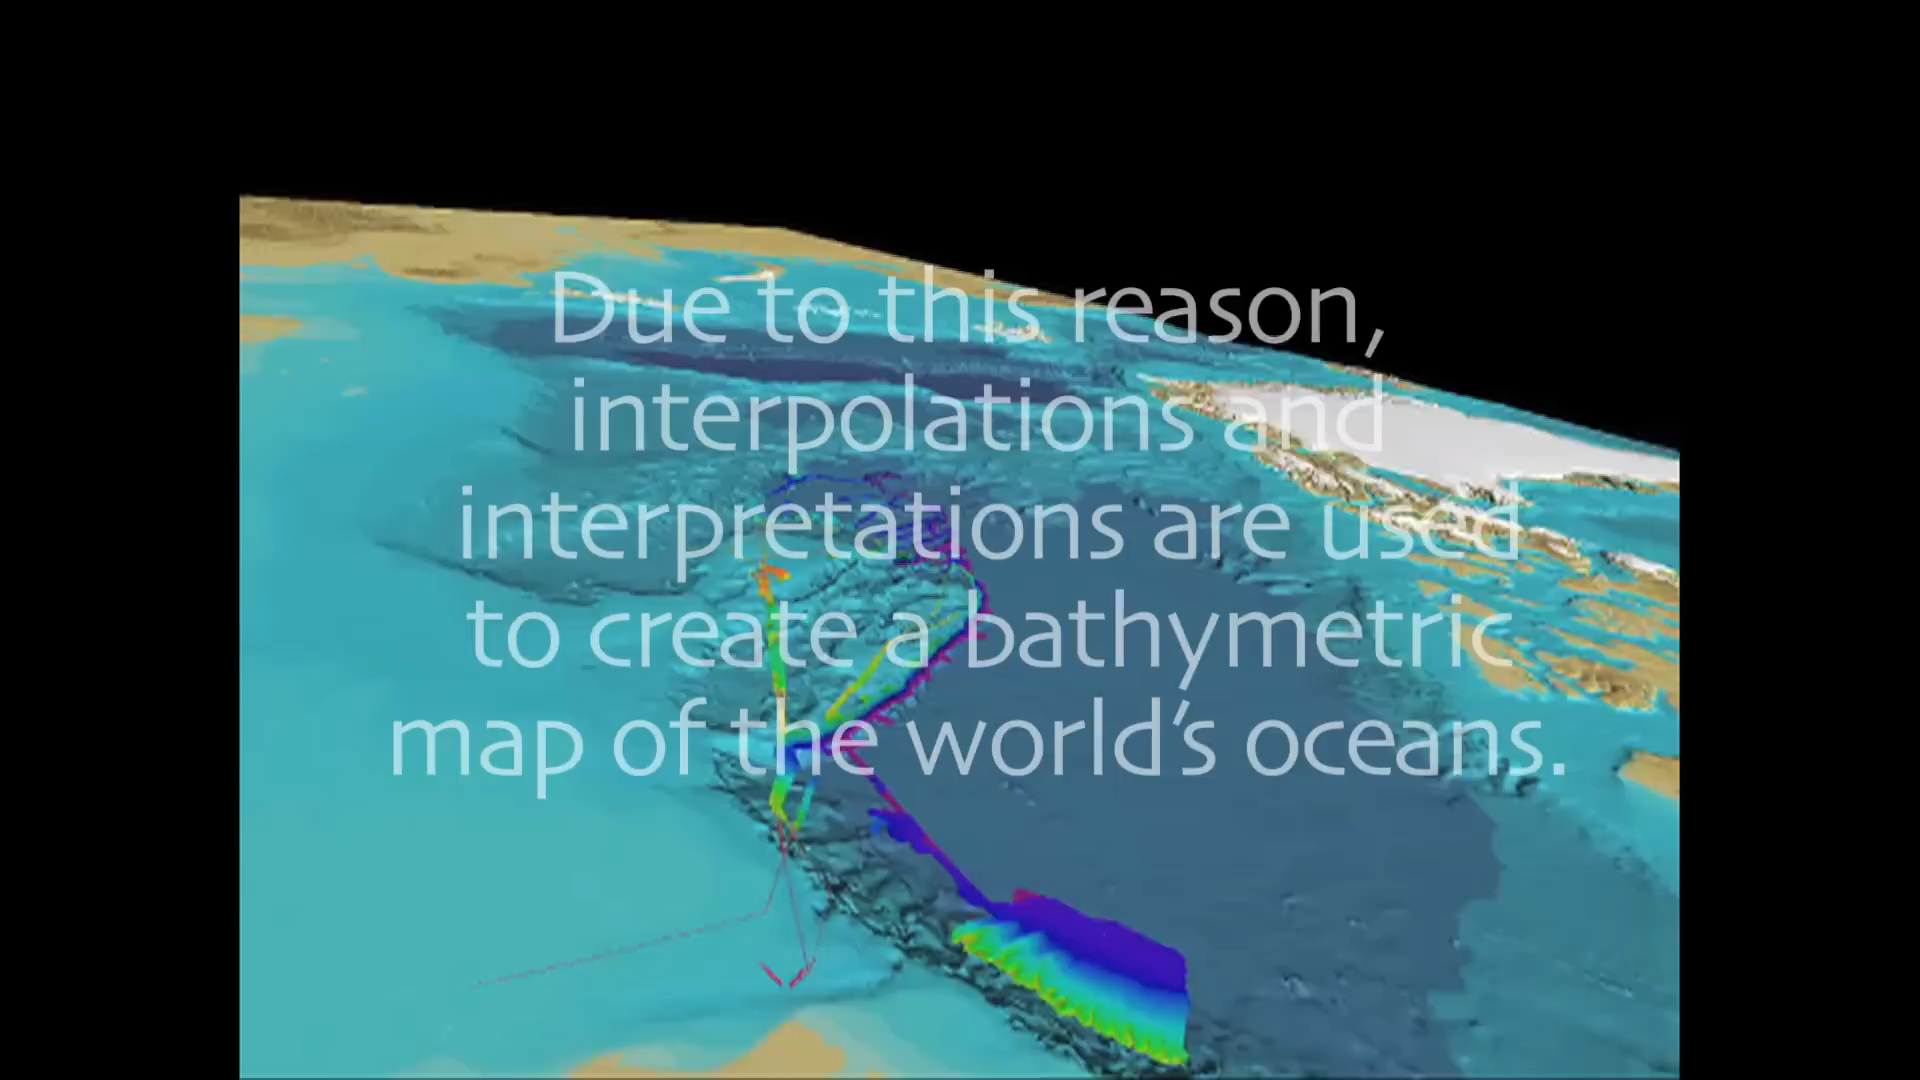 Due to this reason,
interpolations and
interpretations are used
to create a bathymetric
map of the world’s oceans.